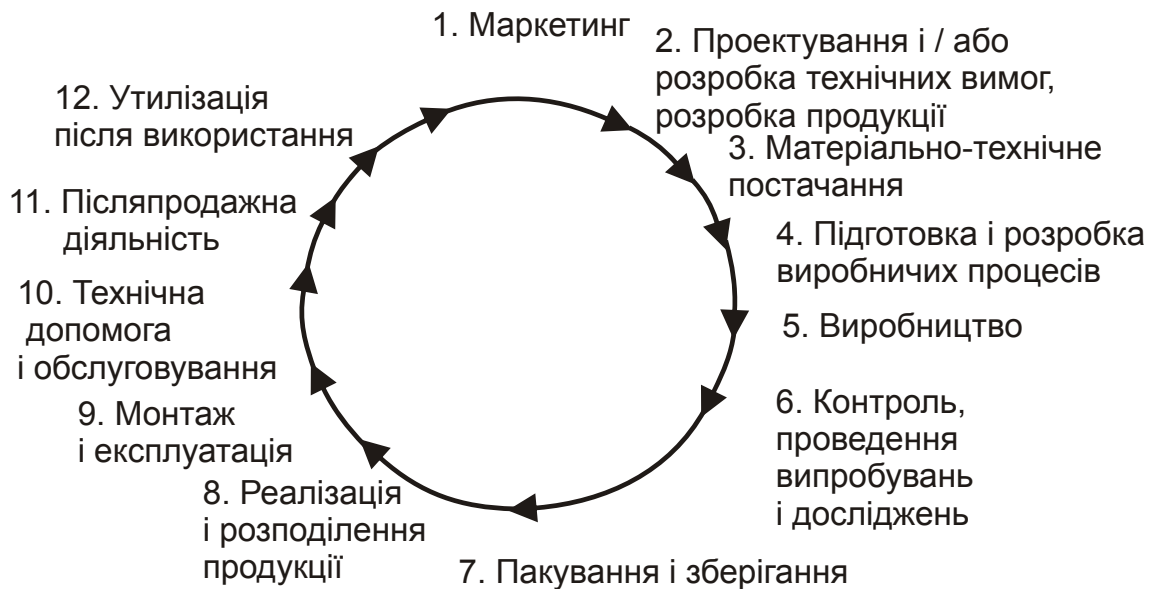 1. Маркетинг
2. Проектування і / або
розробка технічних вимог,
розробка продукції
3. Матеріально-технічне
постачання
4. Підготовка і розробка
виробничих процесів
5. Виробництво
6. Контроль,
проведення
випробувань
і досліджень
7. Пакування і зберігання
8. Реалізація
і розподілення
продукції
9. Монтаж
і експлуатація
10. Технічна
допомога
і обслуговування
11. Післяпродажна
діяльність
12. Утилізація
після використання